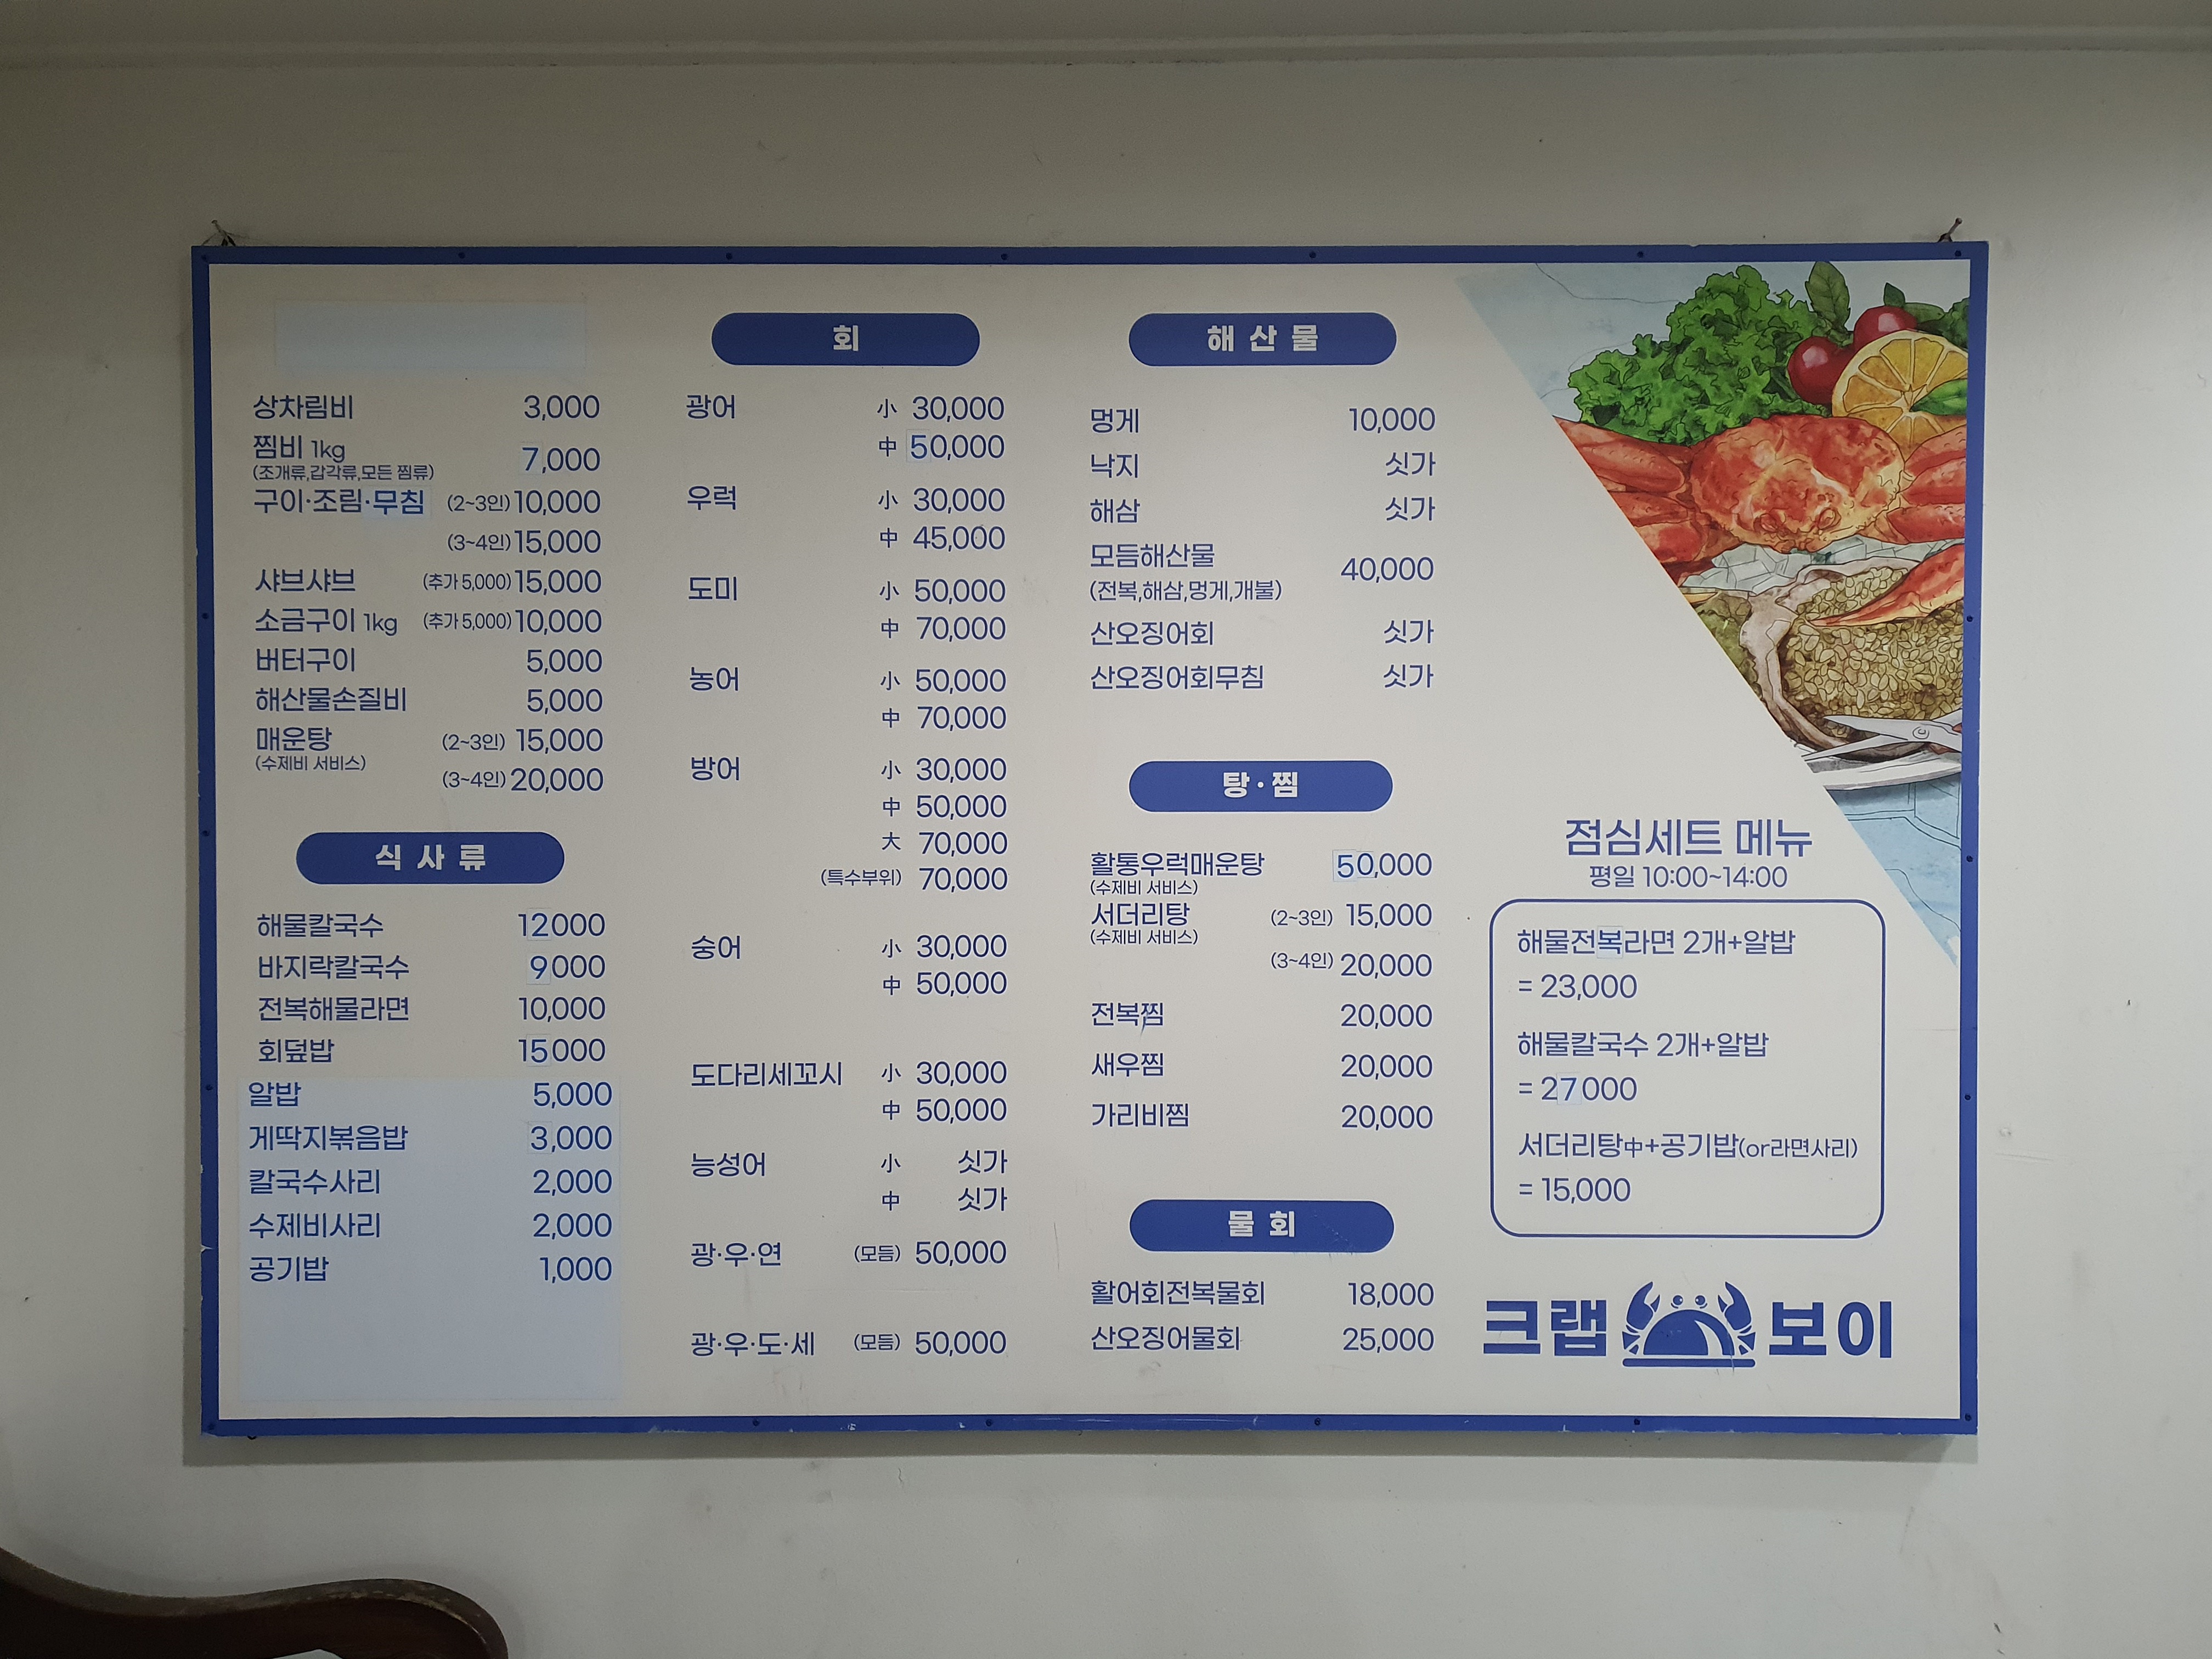 상차림비 3,000
찜비 1kg 7,000
(조개류,갑각류,모든 찜류)
구이·조림·무침 (2~3인) 10,000
(3~4인) 15,000
샤브샤브 (추가 5,000) 15,000
소금구이 1kg (추가 5,000) 10,000
버터구이 5,000
해산물손질비 5,000
매운탕 (2~3인) 15,000
(수제비 서비스)
(3~4인) 20,000
식사류
해물칼국수 12000
바지락칼국수 9000
전복해물라면 10,000
회덮밥 15000
알밥 5,000
게딱지볶음밥 3,000
칼국수사리 2,000
수제비사리 2,000
공기밥 1,000
회
광어 小 30,000
中 50,000
우럭 小 30,000
中 45,000
도미 小 50,000
中 70,000
농어 小 50,000
中 70,000
방어 小 30,000
中 50,000
大 70,000
(특수부위) 70,000
숭어 小 30,000
中 50,000
도다리세꼬시 小 30,000
中 50,000
능성어 小 싯가
中 싯가
광·우·연 (모듬) 50,000
광·우·도·세 (모듬) 50,000
해산물
멍게 10,000
낙지 싯가
해삼 싯가
모듬해산물 40,000
(전복,해삼,멍게,개불)
산오징어회 싯가
산오징어회무침 싯가
탕·찜
활통우럭매운탕 50,000
(수제비 서비스)
서더리탕 (2~3인) 15,000
(수제비 서비스)
(3~4인) 20,000
전복찜 20,000
새우찜 20,000
가리비찜 20,000
물회
활어회전복물회 18,000
산오징어물회 25,000
점심세트 메뉴
평일 10:00~14:00
해물전복라면 2개+알밥
= 23,000
해물칼국수 2개+알밥
= 27000
서더리탕中+공기밥(or라면사리)
= 15,000
크랩 보이